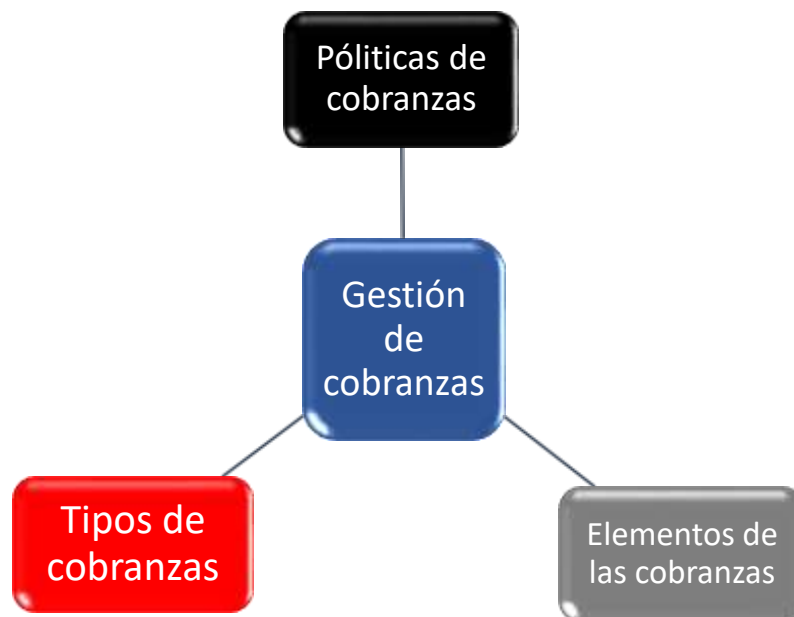 Póliticas de
cobranzas
Gestión
de
cobranzas
Tipos de
cobranzas
Elementos de
las cobranzas